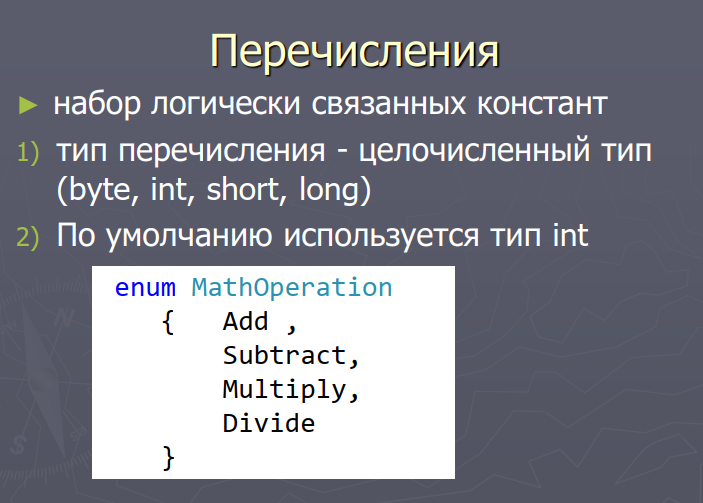 Перечисления
► набор логически связанных констант
1) тип перечисления - целочисленный тип
(byte, int, short, long)
2) По умолчанию используется тип int
enum MathOperation
{ Add ,
Subtract,
Multiply,
Divide
}
N
S